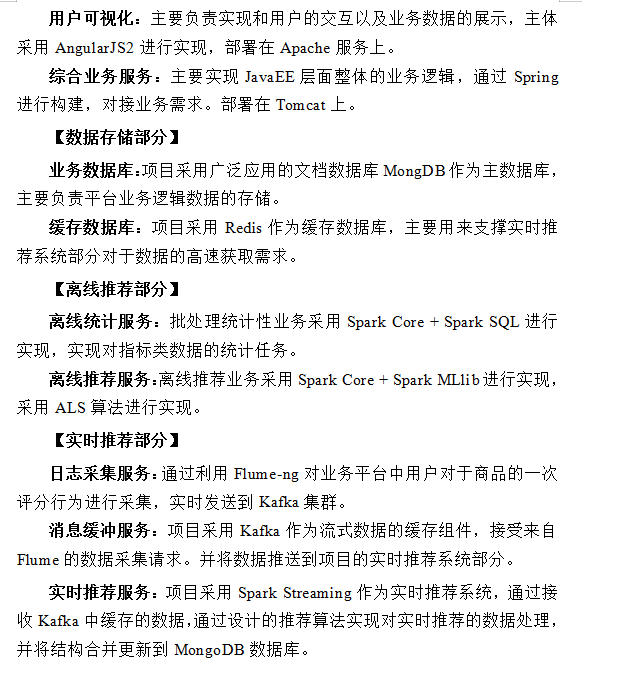 用户可视化：主要负责实现和用户的交互以及业务数据的展示，主体
采用 AngularJS2 进行实现，部署在 Apache 服务上。
综合业务服务：主要实现 JavaEE 层面整体的业务逻辑，通过 Spring
进行构建，对接业务需求。部署在 Tomcat 上。
【数据存储部分】
业务数据库：项目采用广泛应用的文档数据库 MongDB 作为主数据库，
主要负责平台业务逻辑数据的存储。
缓存数据库：项目采用 Redis 作为缓存数据库，主要用来支撑实时推
荐系统部分对于数据的高速获取需求。
【离线推荐部分】
离线统计服务：批处理统计性业务采用 Spark Core + Spark SQL 进行
实现，实现对指标类数据的统计任务。
离线推荐服务：离线推荐业务采用 Spark Core + Spark MLlib 进行实现，
采用 ALS 算法进行实现。
【实时推荐部分】
日志采集服务：通过利用 Flume-ng 对业务平台中用户对于商品的一次
评分行为进行采集，实时发送到 Kafka 集群。
消息缓冲服务：项目采用 Kafka 作为流式数据的缓存组件，接受来自
Flume 的数据采集请求。并将数据推送到项目的实时推荐系统部分。
实时推荐服务：项目采用 Spark Streaming 作为实时推荐系统，通过接
收 Kafka 中缓存的数据，通过设计的推荐算法实现对实时推荐的数据处理，
并将结构合并更新到 MongoDB 数据库。